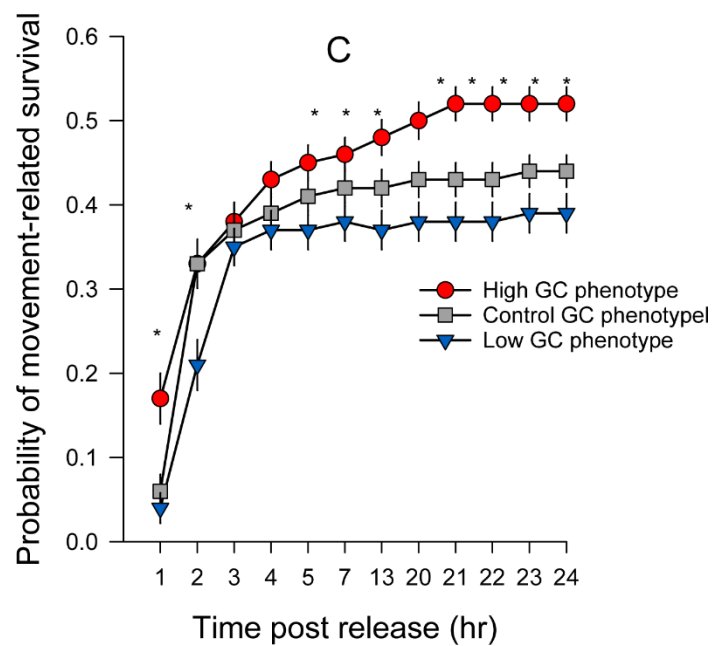 C
Probability of movement-related survival
0.6
0.5
0.4
0.3
0.2
0.1
0.0
* * * * *
* * *
*
*
High GC phenotype
Control GC phenotypel
Low GC phenotype
1 2 3 4 5 7 13 20 21 22 23 24
Time post release (hr)